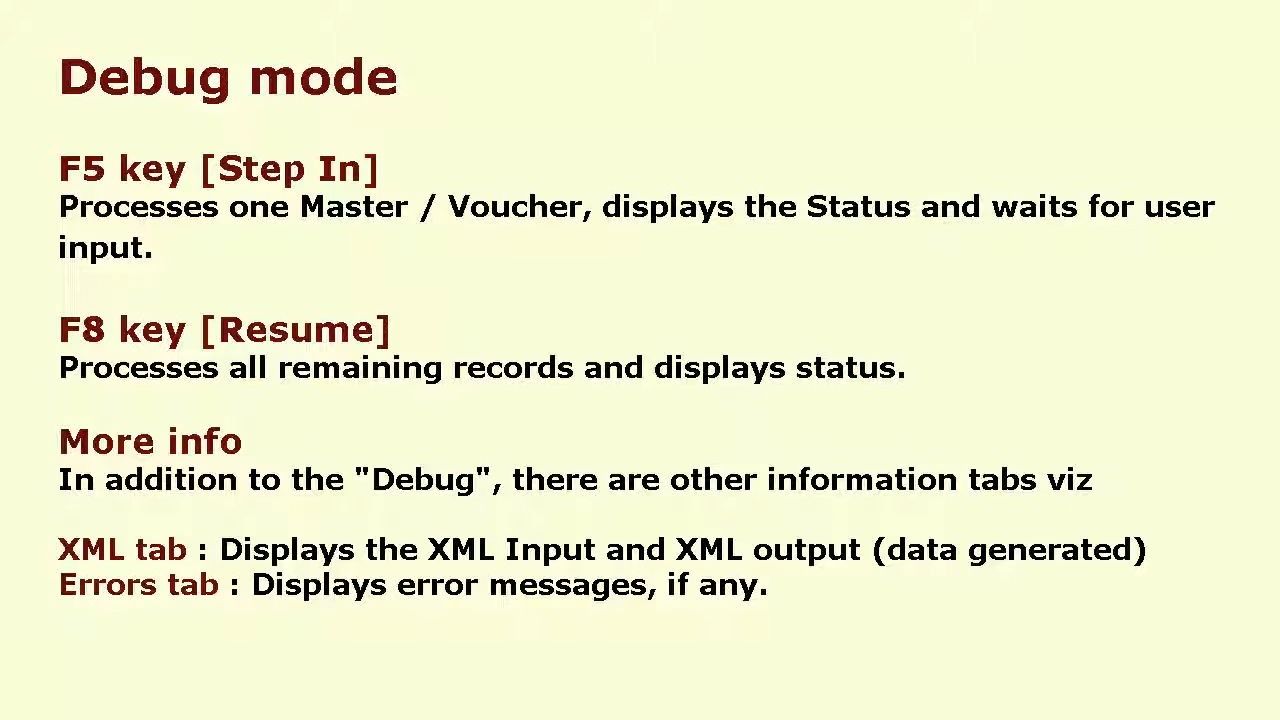 Debug mode
F5 key [Step In]
Processes one Master / Voucher, displays the Status and waits for user
input.
F8 key [Resume]
Processes all remaining records and displays status.
More info
In addition to the "Debug", there are other information tabs viz
XML tab : Displays the XML Input and XML output (data generated)
Errors tab : Displays error messages, if any.